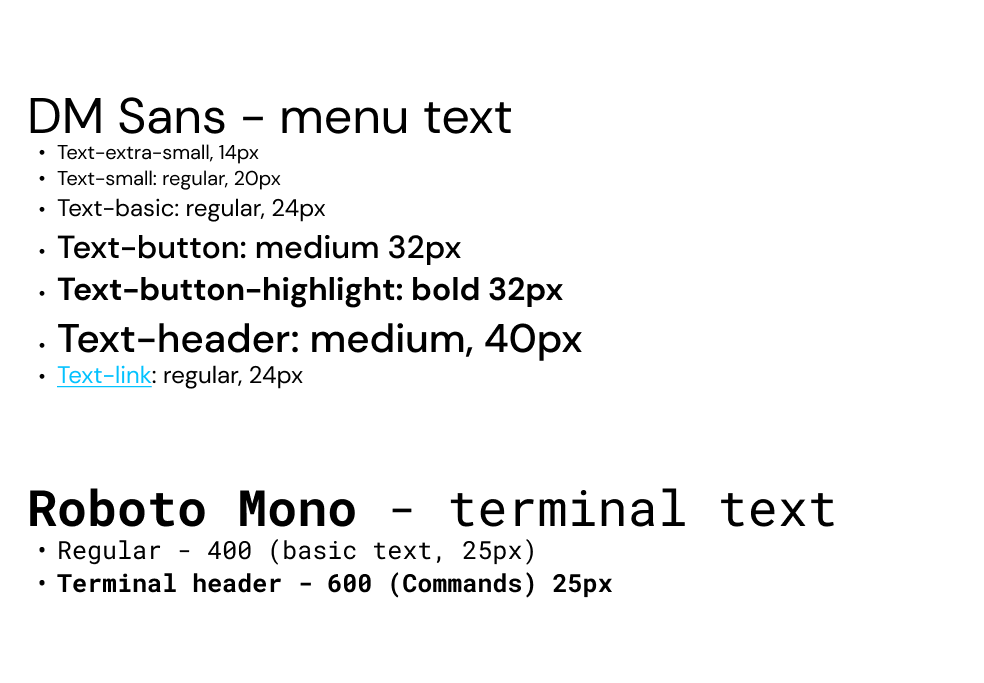 DM Sans - menu text
• Text-extra-small, 14px
• Text-small: regular, 20px
• Text-basic: regular, 24px
• Text-button: medium 32px
• Text-button-highlight: bold 32px
• Text-header: medium, 40px
• Text-link: regular, 24px
Roboto Mono - terminal text
• Regular - 400 (basic text, 25px)
• Terminal header - 600 (Commands) 25px